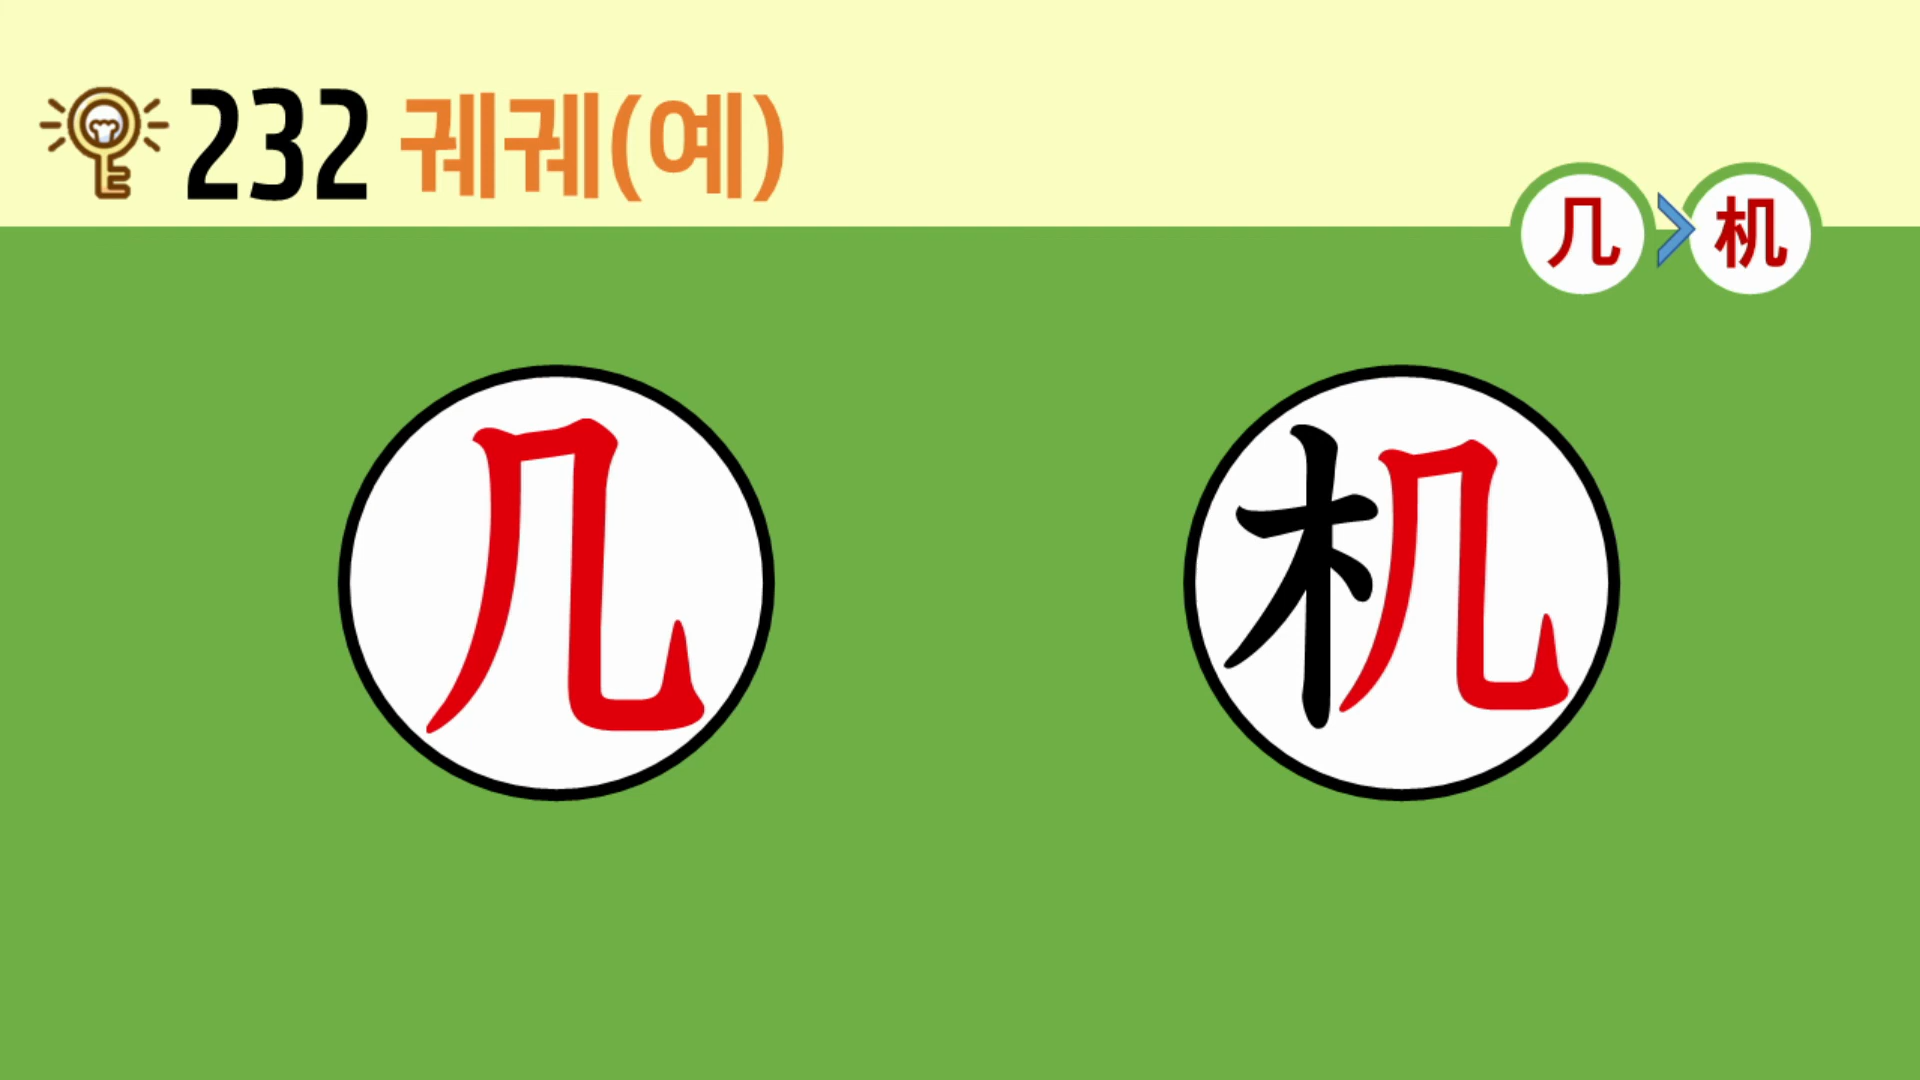 232 궤궤(예)
几 > 机
几 机